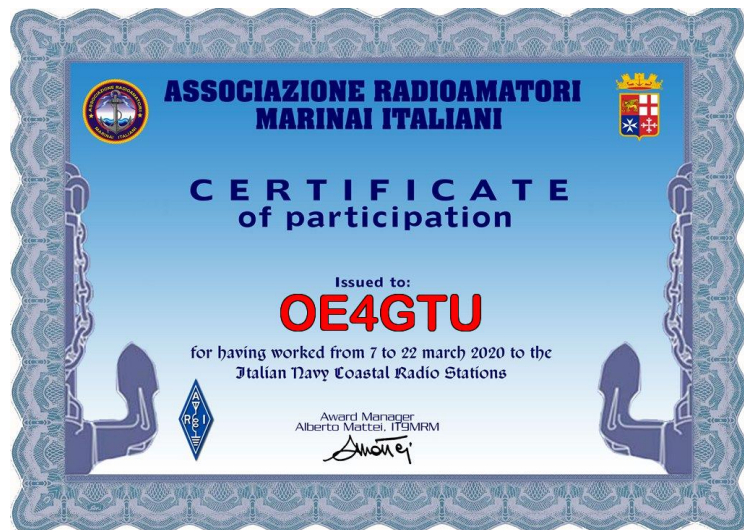 ASSOCIAZIONE RADIOAMATORI
MARINAI ITALIANI
CERTIFICATE
of participation
Issued to:
OE4GTU
for having worked from 7 to 22 march 2020 to the
Italian Navy Coastal Radio Stations
Award Manager
Alberto Mattei, IT9MRM